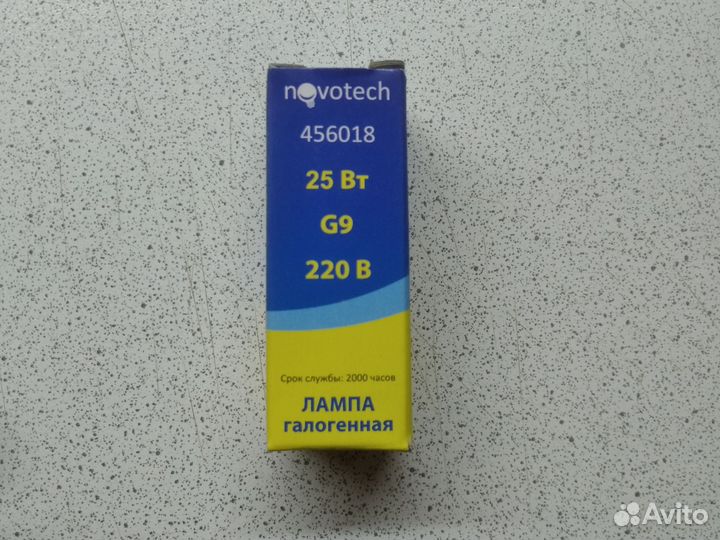 novotech
456018
25 Вт
G9
220 В
Срок службы: 2000 часов
ЛАМПА
галогенная
Avito